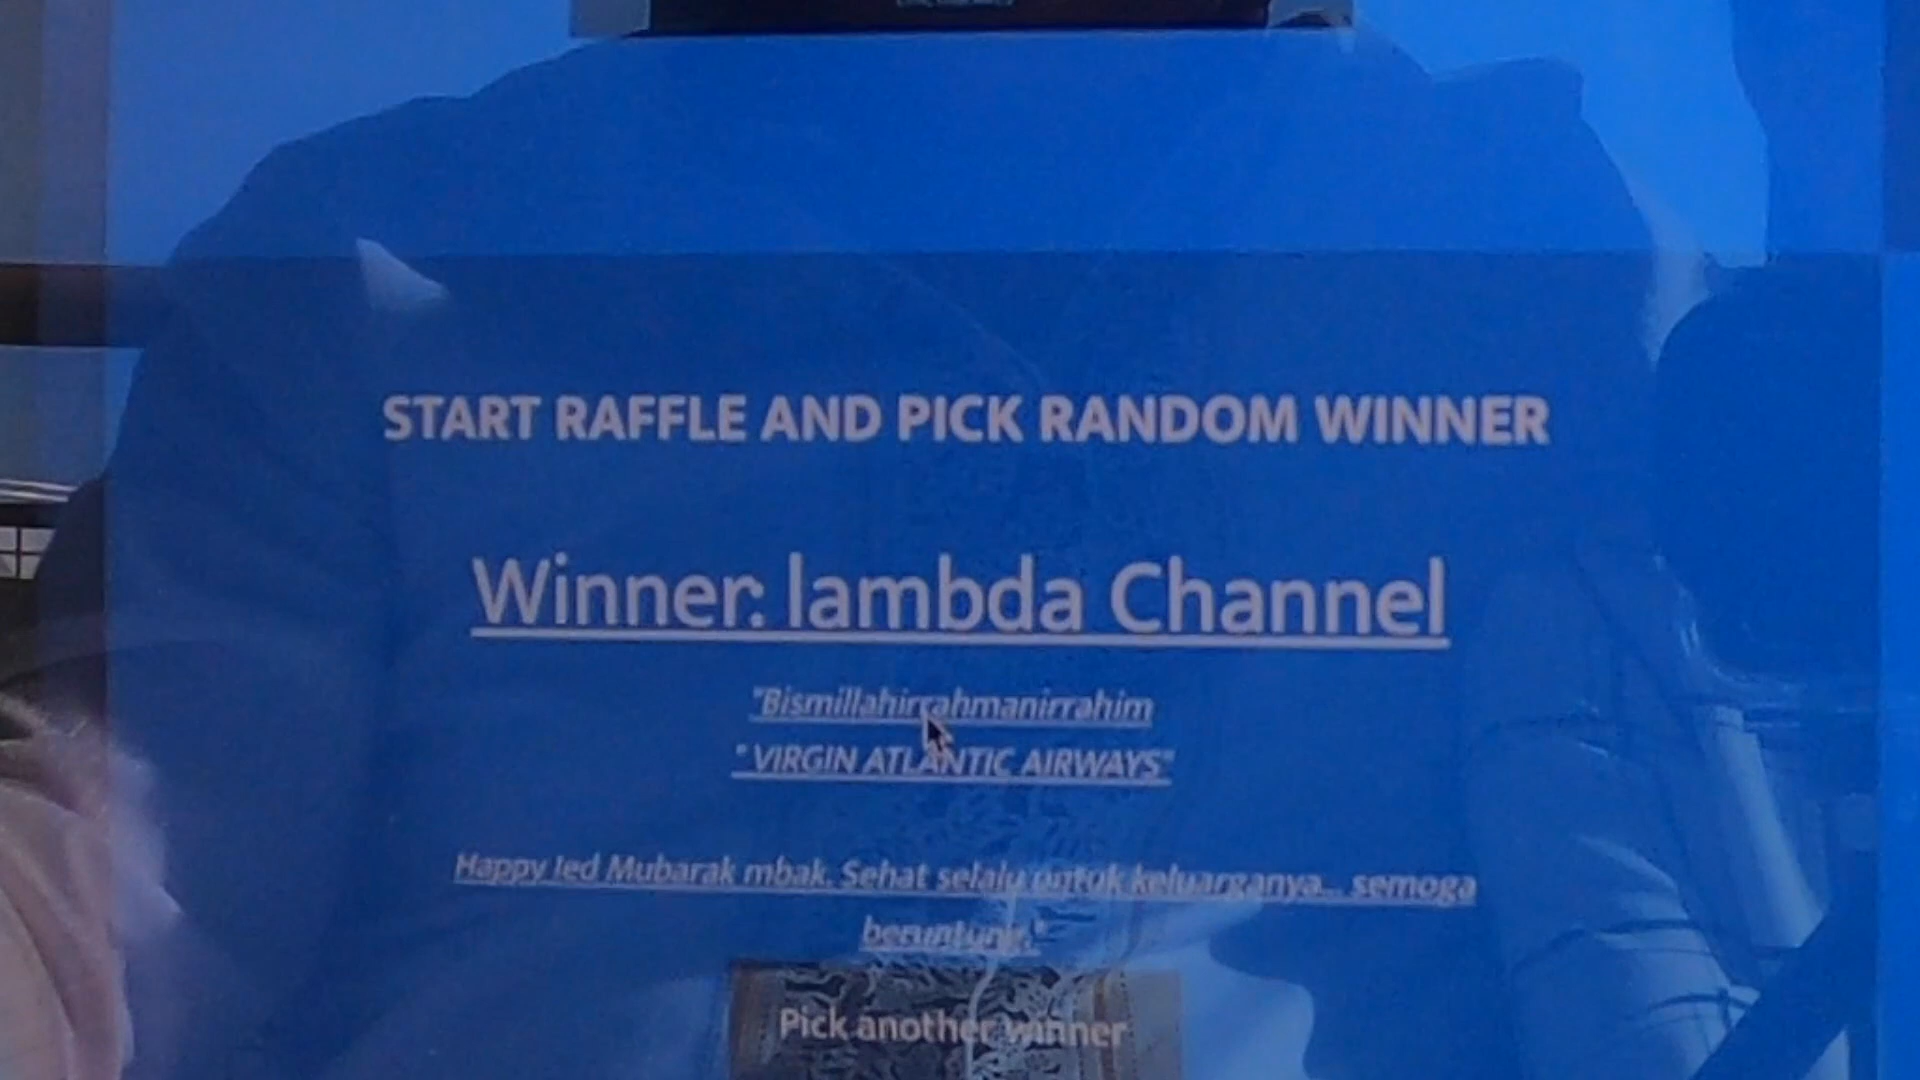 START RAFFLE AND PICK RANDOM WINNER
Winner: lambda Channel
"Bismillahirrahmanirrahim
" VIRGIN ATLANTIC AIRWAYS"
Happy Ied Mubarak mbak. Sehat selalu untuk keluarganya... semoga
beruntung."
Pick another winner